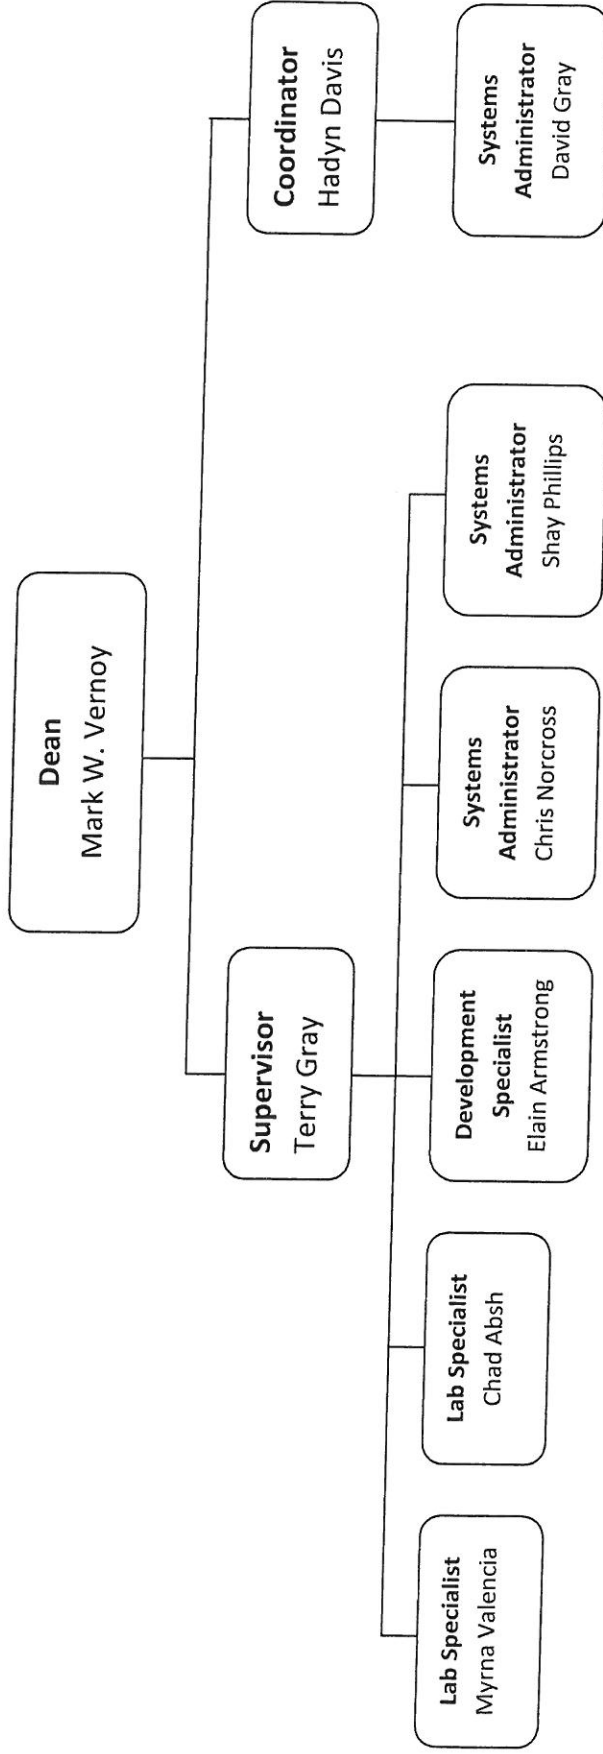 Dean
Mark W. Vernoy
Supervisor
Terry Gray
Coordinator
Hadyn Davis
Lab Specialist
Myrna Valencia
Lab Specialist
Chad Absh
Development
Specialist
Elain Armstrong
Systems
Administrator
Chris Norcross
Systems
Administrator
Shay Phillips
Systems
Administrator
David Gray